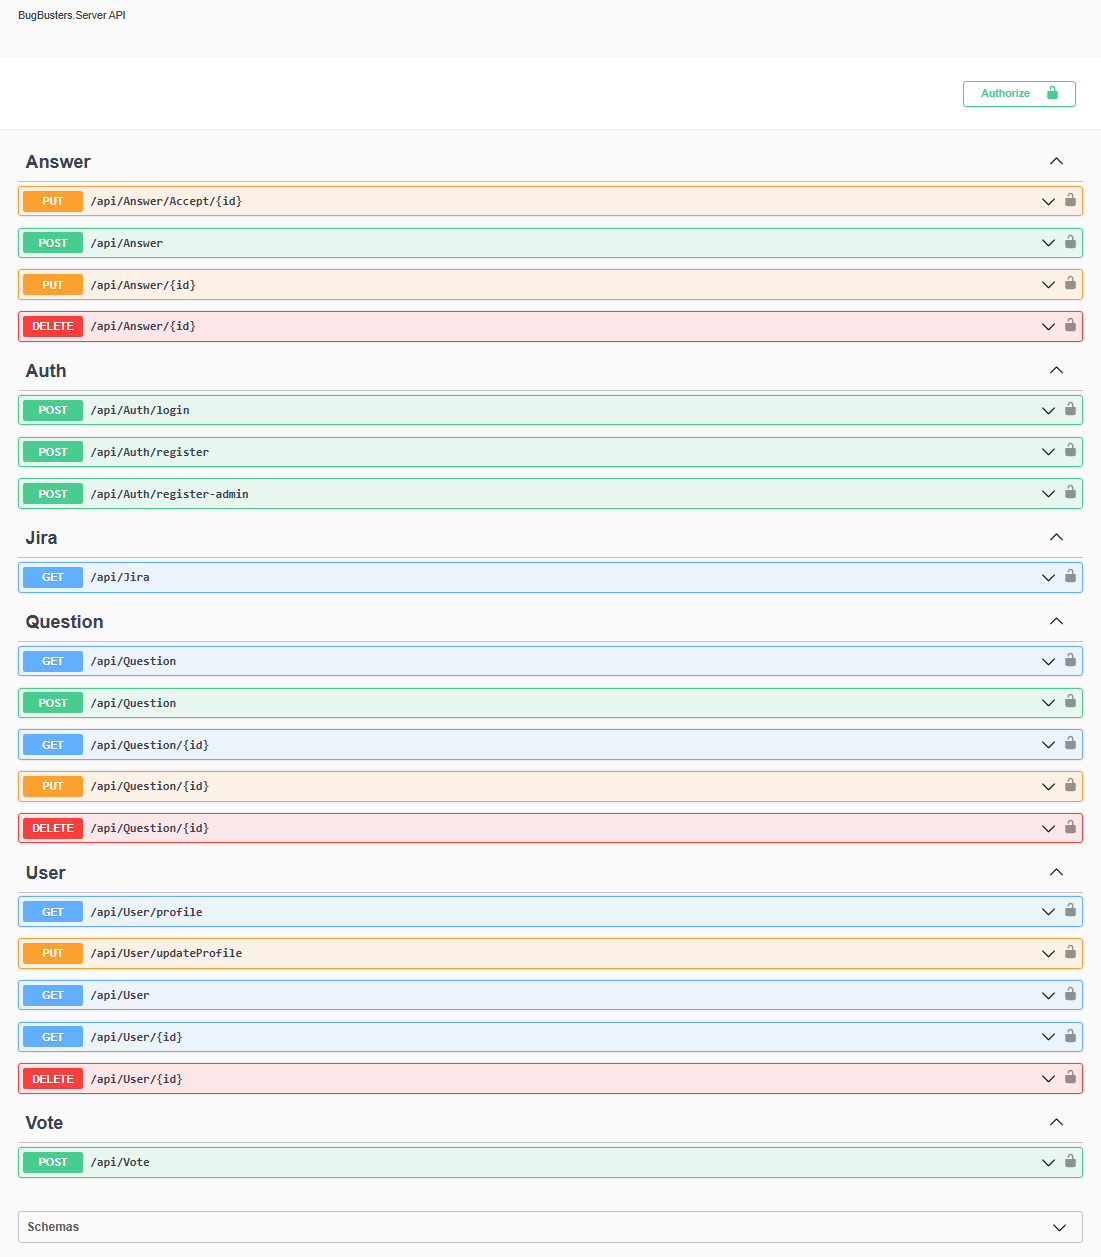 BugBusters.Server API
Authorize
Answer
PUT /api/Answer/Accept/{id}
POST /api/Answer
PUT /api/Answer/{id}
DELETE /api/Answer/{id}
Auth
POST /api/Auth/login
POST /api/Auth/register
POST /api/Auth/register-admin
Jira
GET /api/Jira
Question
GET /api/Question
POST /api/Question
GET /api/Question/{id}
PUT /api/Question/{id}
DELETE /api/Question/{id}
User
GET /api/User/profile
PUT /api/User/updateProfile
GET /api/User
GET /api/User/{id}
DELETE /api/User/{id}
Vote
POST /api/Vote
Schemas